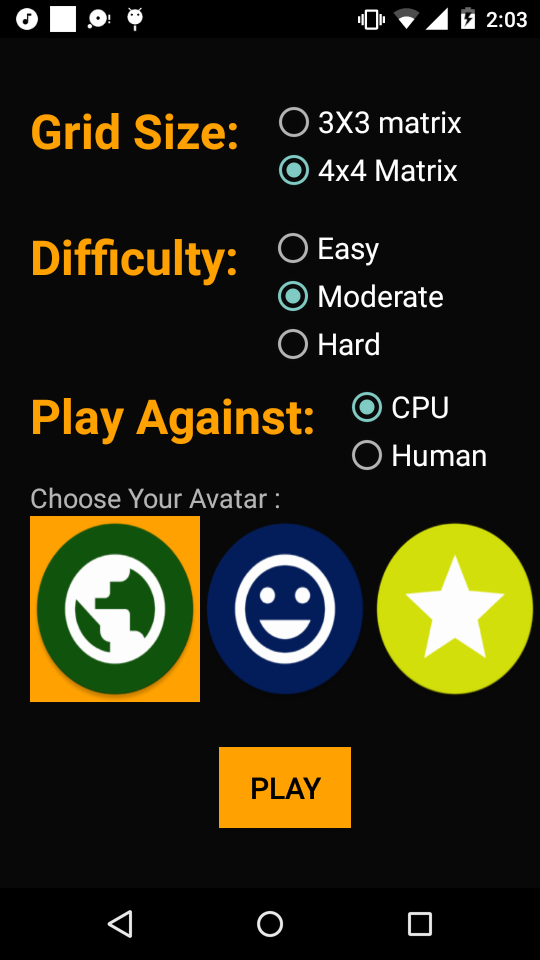 2:03
Grid Size:
3X3 matrix
4x4 Matrix
Difficulty:
Easy
Moderate
Hard
Play Against:
CPU
Human
Choose Your Avatar :
PLAY